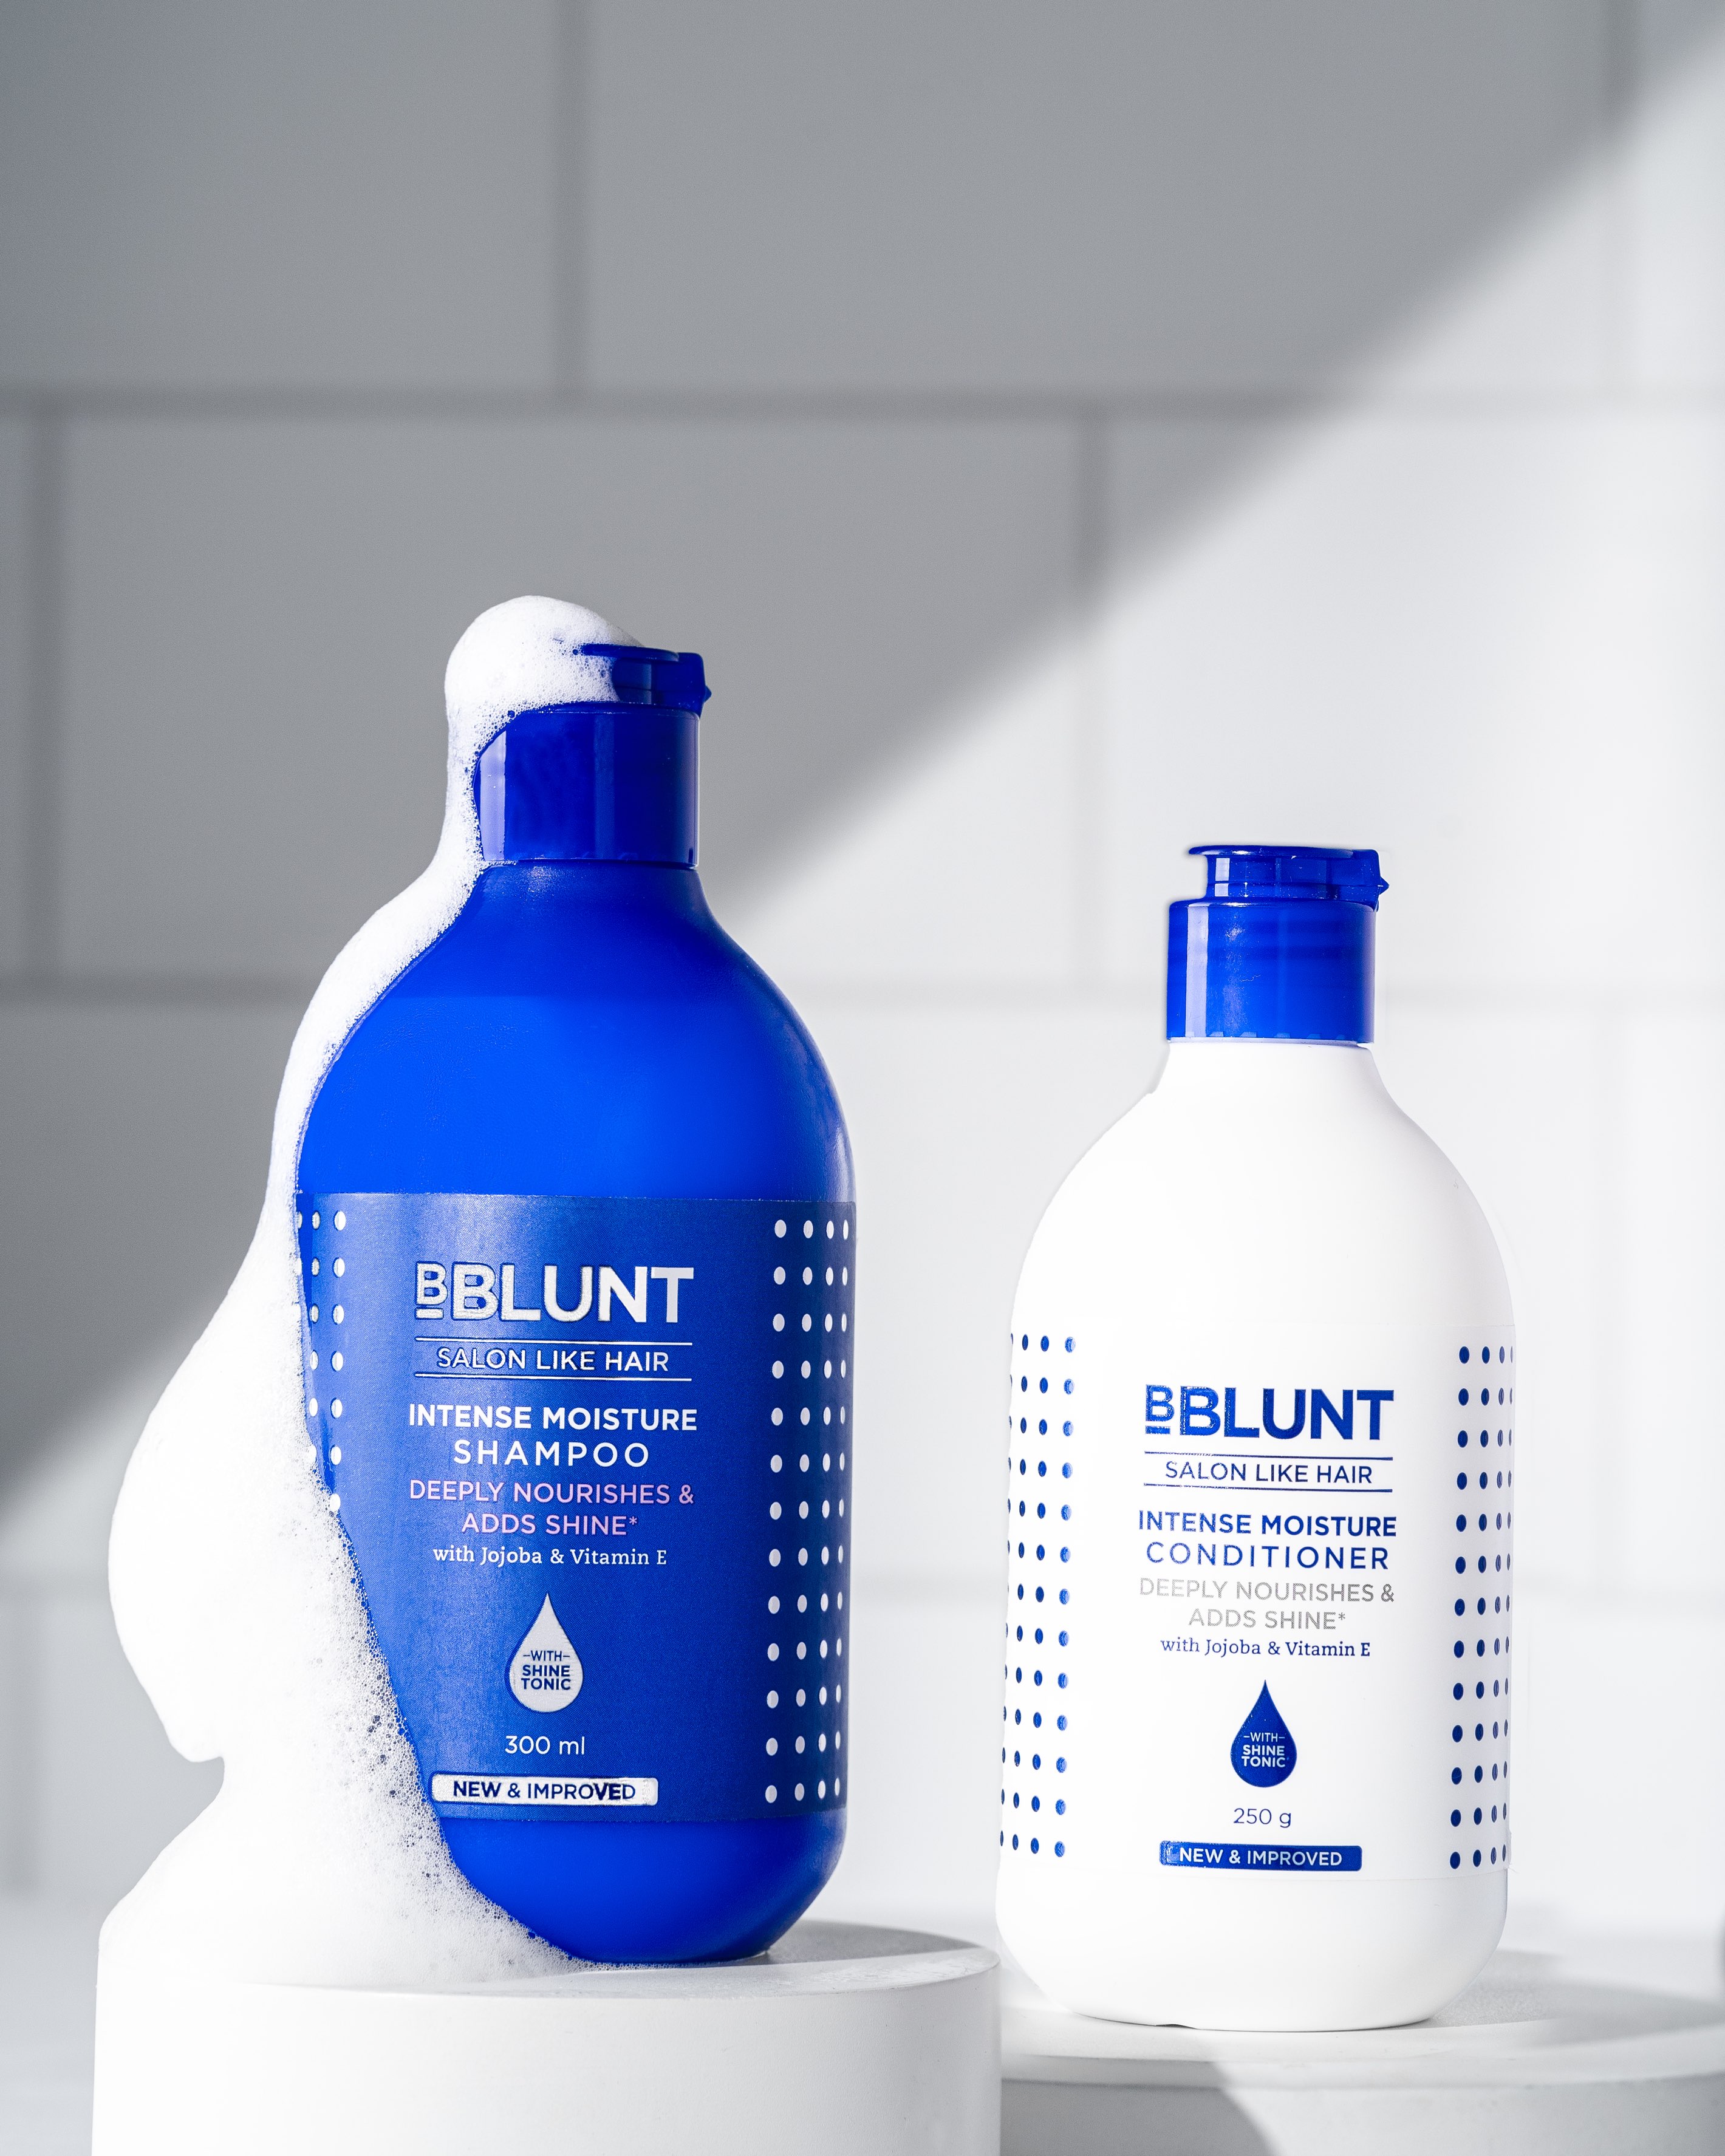 BBLUNT
SALON LIKE HAIR
INTENSE MOISTURE
SHAMPOO
DEEPLY NOURISHES &
ADDS SHINE*
with Jojoba & Vitamin E
-WITH-
SHINE
TONIC
300 ml
NEW & IMPROVED
BBLUNT
SALON LIKE HAIR
INTENSE MOISTURE
CONDITIONER
DEEPLY NOURISHES &
ADDS SHINE*
with Jojoba & Vitamin E
-WITH-
SHINE
TONIC
250 g
NEW & IMPROVED